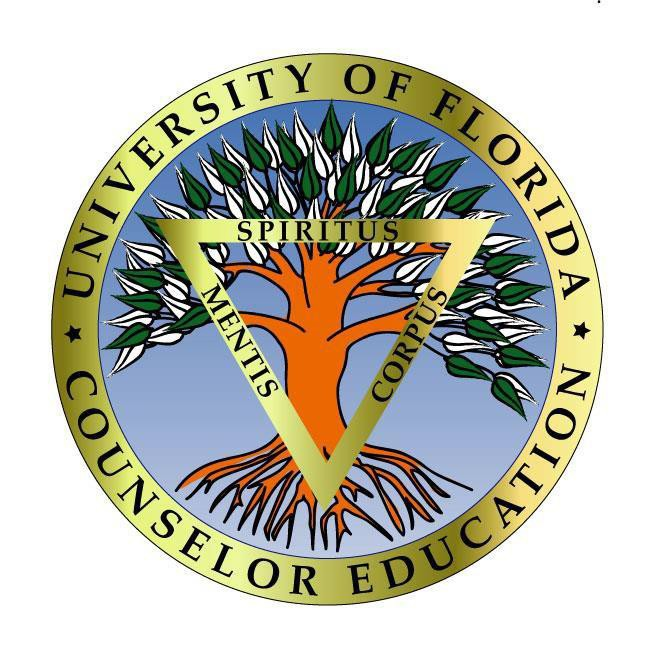 UNIVERSITY OF FLORIDA
SPIRITUS
MENTIS
CORPUS
COUNSELOR EDUCATION